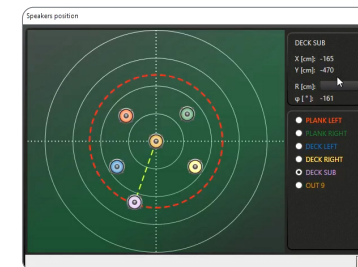 Speakers position
DECK SUB
X [cm]: -165
Y [cm]: -470
R [cm]:
φ [ ° ]: -161
PLANK LEFT
PLANK RIGHT
DECK LEFT
DECK RIGHT
DECK SUB
OUT 9